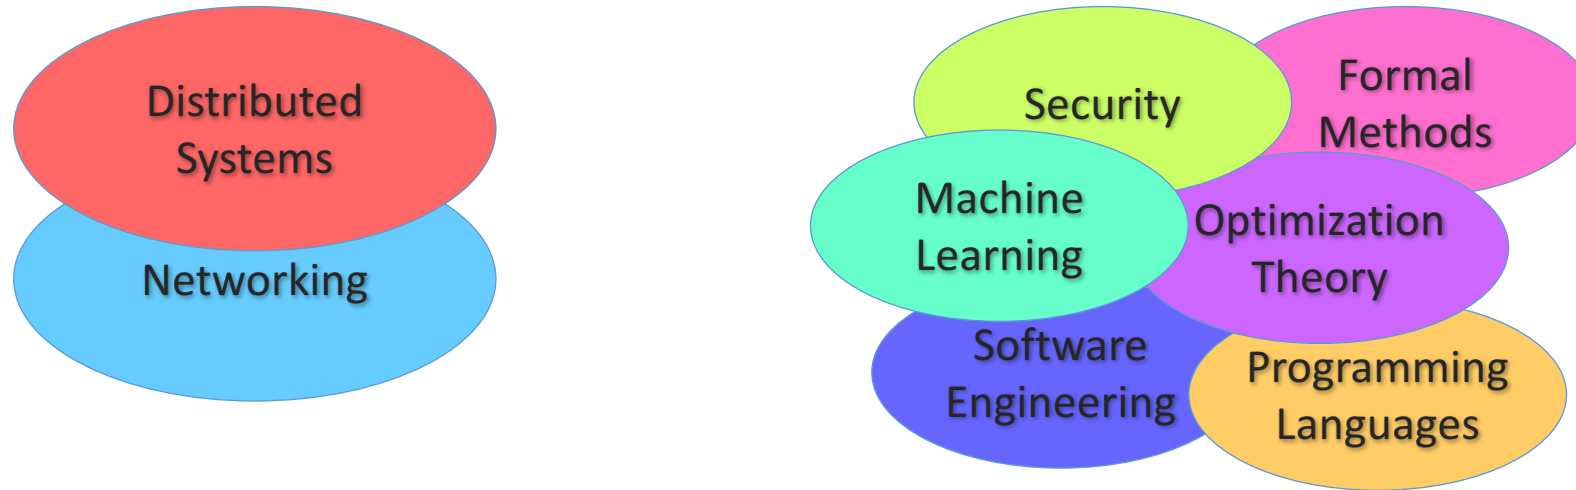 Distributed
Systems
Networking
Security
Formal
Methods
Machine
Learning
Optimization
Theory
Software
Engineering
Programming
Languages